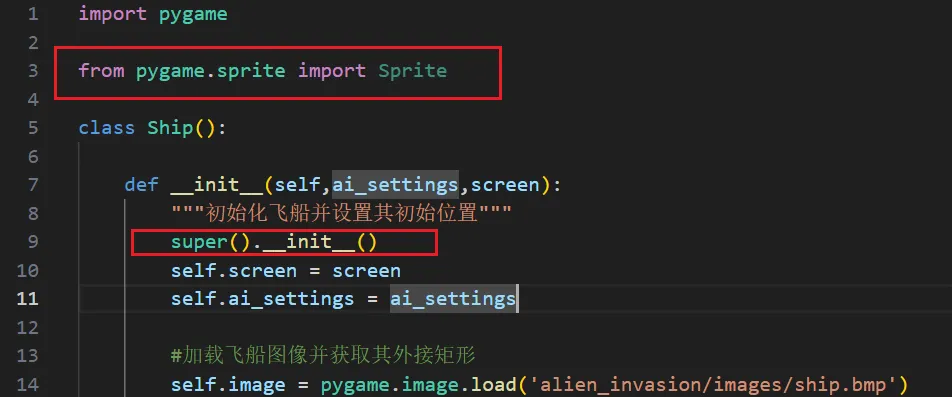 1 import pygame
2
3 from pygame.sprite import Sprite
4
5 class Ship():
6
7 def __init__(self,ai_settings,screen):
8 """初始化飞船并设置其初始位置"""
9 super().__init__()
10 self.screen = screen
11 self.ai_settings = ai_settings
12
13 #加载飞船图像并获取其外接矩形
14 self.image = pygame.image.load('alien_invasion/images/ship.bmp')